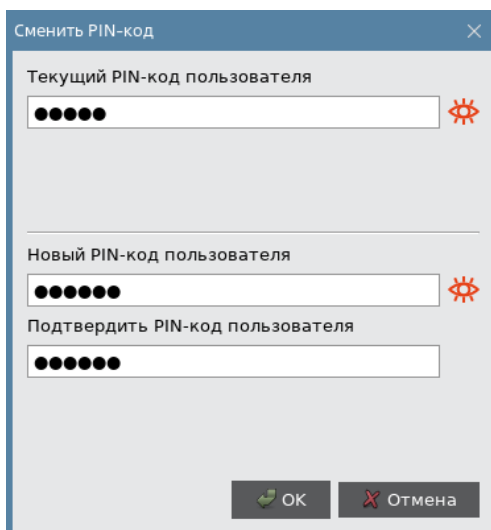 Сменить PIN-код
Текущий PIN-код пользователя
●●●●●
Новый PIN-код пользователя
●●●●●●
Подтвердить PIN-код пользователя
●●●●●●
OK
Отмена